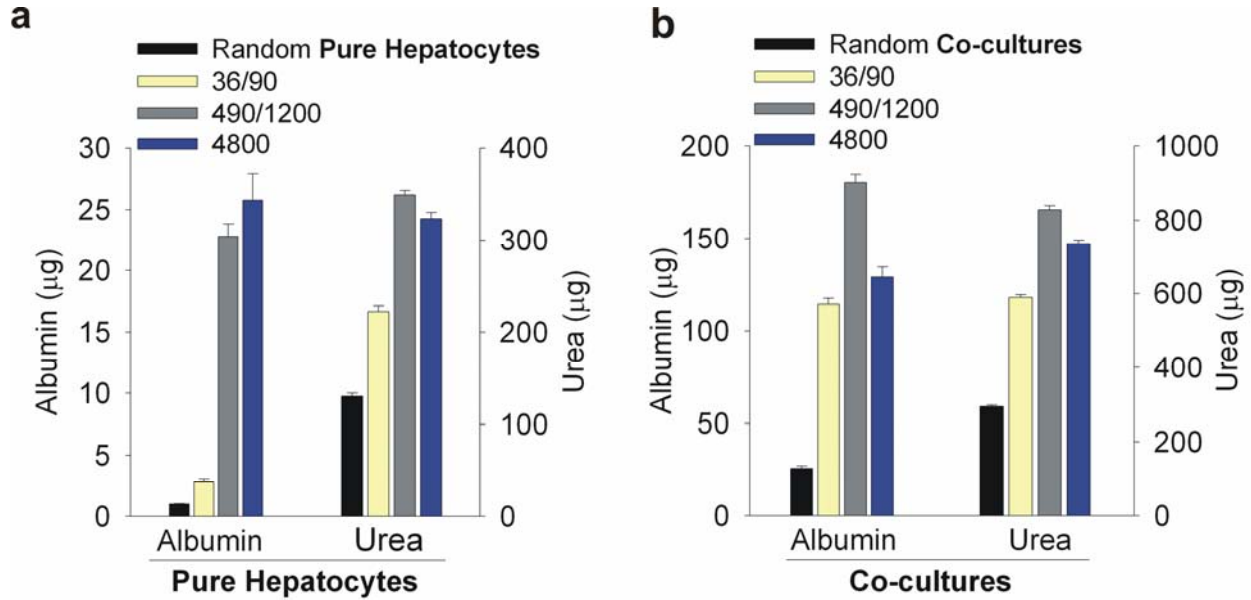 a
Random Pure Hepatocytes
36/90
490/1200
4800
30
25
20
15
10
5
0
Albumin (µg)
400
300
200
100
0
Urea (µg)
Albumin
Urea
Pure Hepatocytes
b
Random Co-cultures
36/90
490/1200
4800
200
150
100
50
0
Albumin (µg)
1000
800
600
400
200
0
Urea (µg)
Albumin
Urea
Co-cultures